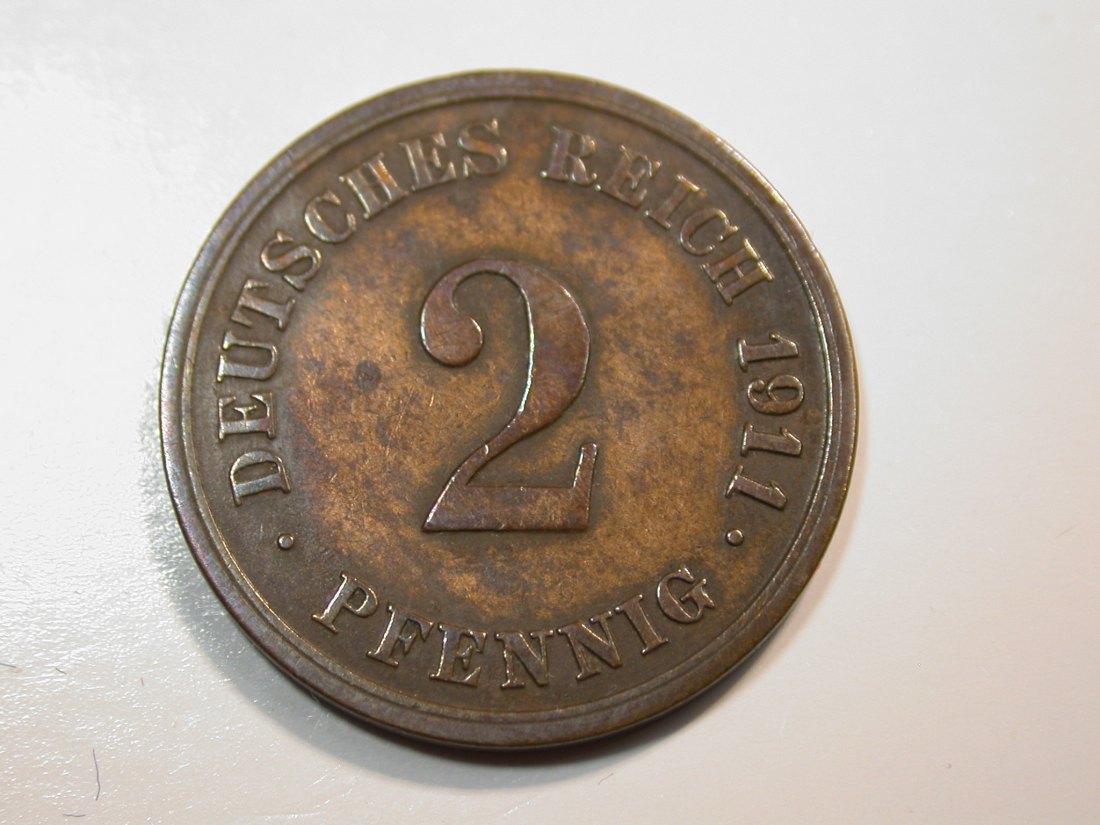 · DEUTSCHES REICH 1911 ·
2
PFENNIG